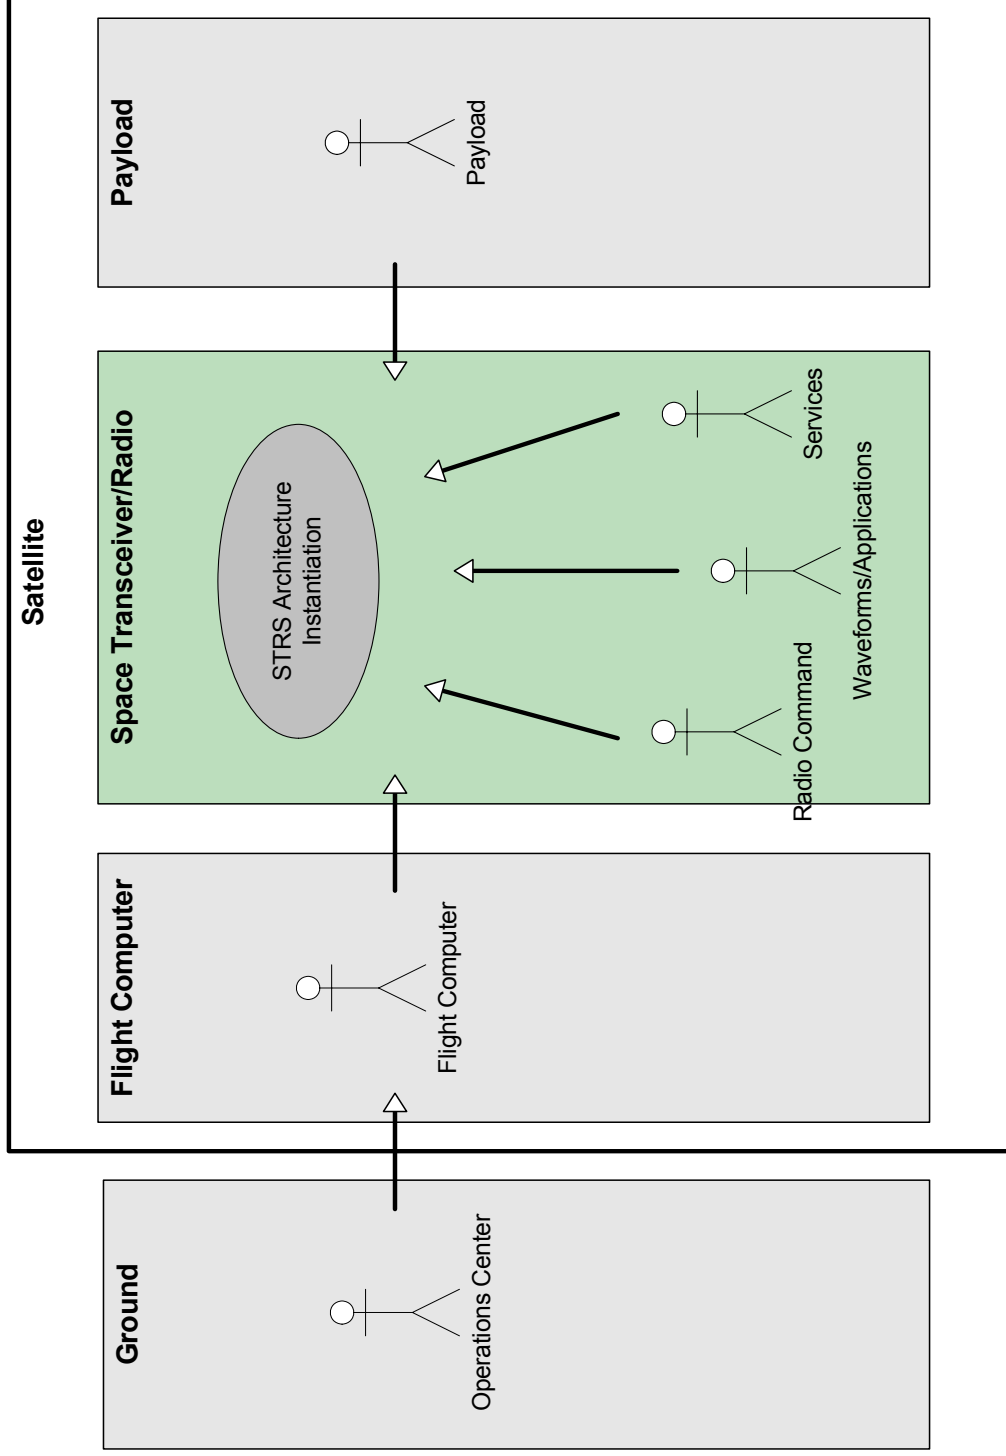 Satellite
Ground
Operations Center
Flight Computer
Flight Computer
Space Transceiver/Radio
STRS Architecture
Instantiation
Radio Command
Waveforms/Applications
Services
Payload
Payload